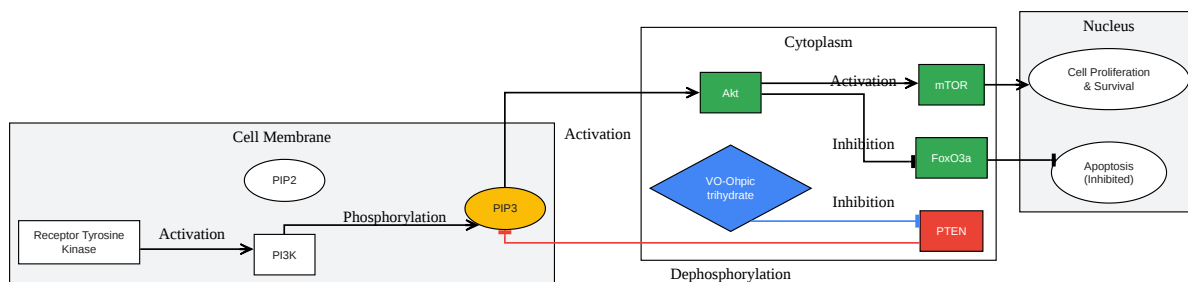 Nucleus
Cytoplasm
Cell Proliferation
& Survival
Akt
Activation
mTOR
Cell Membrane
Activation
Inhibition
FoxO3a
Apoptosis
(Inhibited)
PIP2
VO-Ohpic
trihydrate
PIP3
Phosphorylation
Inhibition
Receptor Tyrosine
Kinase
Activation
PI3K
PTEN
Dephosphorylation